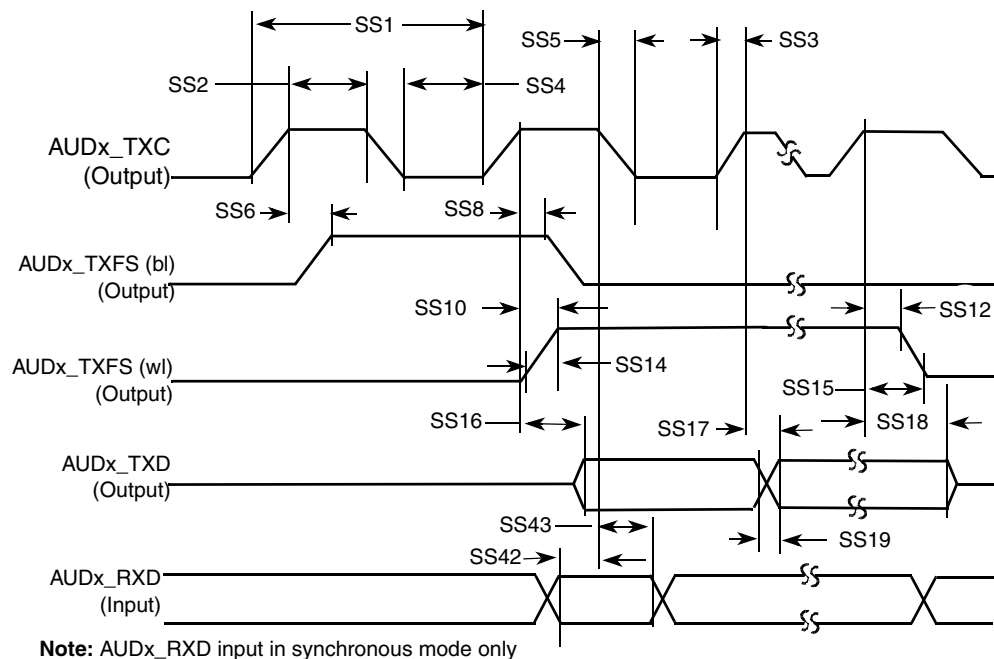 SS1
SS5
SS3
SS2
SS4
AUDx_TXC
(Output)
SS6
SS8
AUDx_TXFS (bl)
(Output)
SS10
SS12
AUDx_TXFS (wl)
(Output)
SS14
SS15
SS16
SS17
SS18
AUDx_TXD
(Output)
SS43
SS19
SS42
AUDx_RXD
(Input)
Note: AUDx_RXD input in synchronous mode only